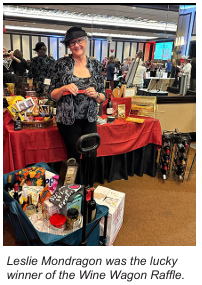 Leslie Mondragon was the lucky
winner of the Wine Wagon Raffle.